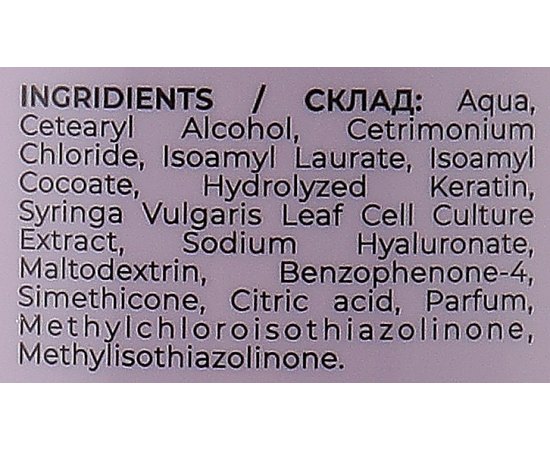 INGRIDIENTS / СКЛАД: Aqua,
Cetearyl Alcohol, Cetrimonium
Chloride, Isoamyl Laurate, Isoamyl
Cocoate, Hydrolyzed Keratin,
Syringa Vulgaris Leaf Cell Culture
Extract, Sodium Hyaluronate,
Maltodextrin, Benzophenone-4,
Simethicone, Citric acid, Parfum,
Methylchloroisothiazolinone,
Methylisothiazolinone.